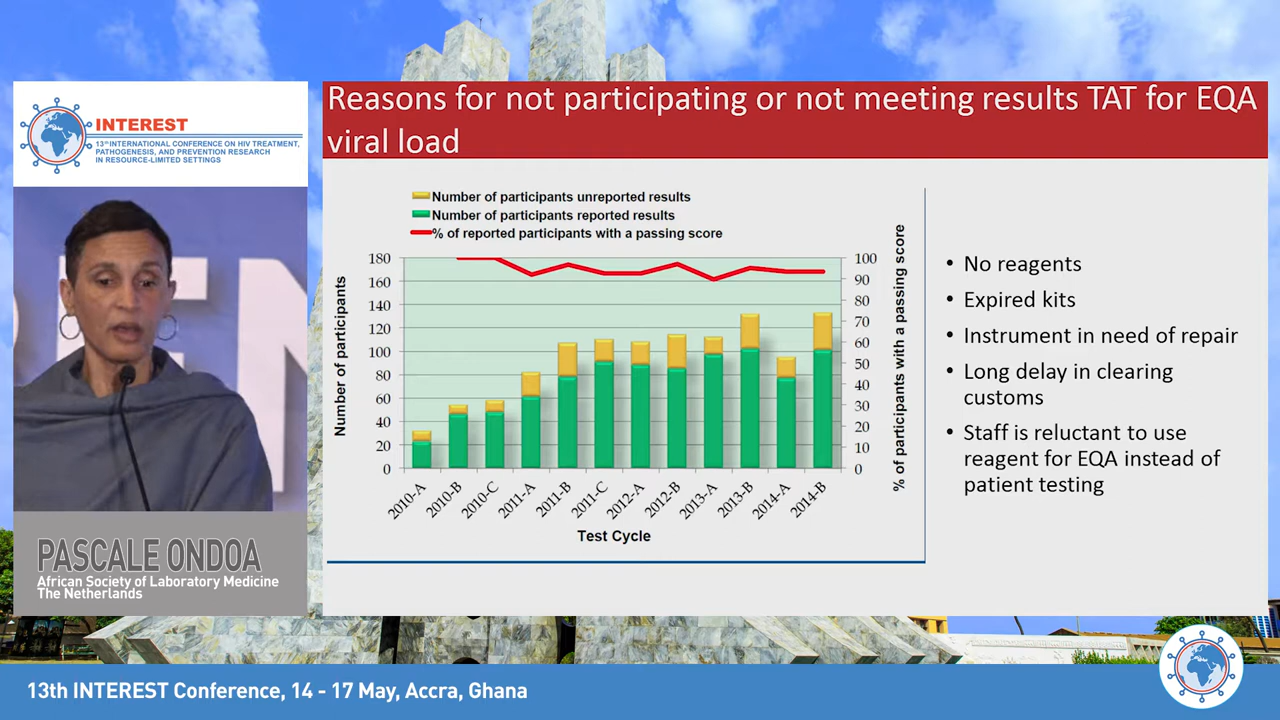 INTEREST
13th INTERNATIONAL CONFERENCE ON HIV TREATMENT,
PATHOGENESIS, AND PREVENTION RESEARCH
IN RESOURCE-LIMITED SETTINGS
PASCALE ONDOA
African Society of Laboratory Medicine
The Netherlands
Reasons for not participating or not meeting results TAT for EQA
viral load
Number of participants unreported results
Number of participants reported results
% of reported participants with a passing score
Number of participants
180
160
140
120
100
80
60
40
20
0
100
90
80
70
60
50
40
30
20
10
0
% of participants with a passing score
2010-A
2010-B
2010-C
2011-A
2011-B
2011-C
2012-A
2012-B
2013-A
2013-B
2014-A
2014-B
Test Cycle
• No reagents
• Expired kits
• Instrument in need of repair
• Long delay in clearing
customs
• Staff is reluctant to use
reagent for EQA instead of
patient testing
13th INTEREST Conference, 14 - 17 May, Accra, Ghana